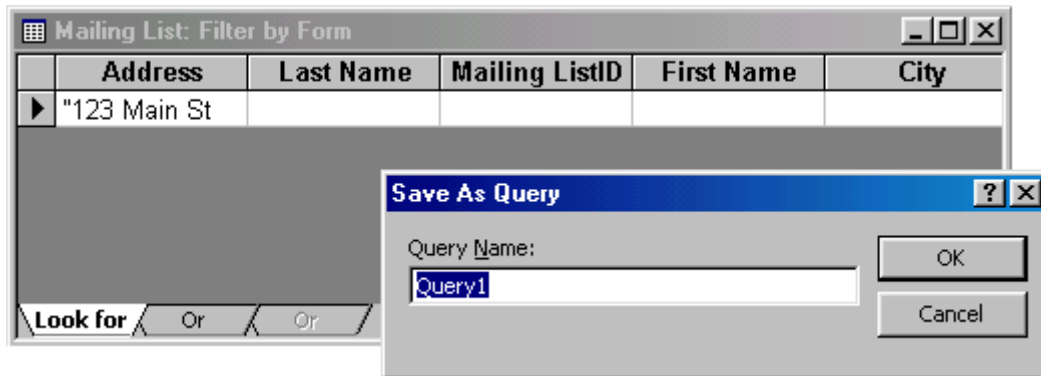 Mailing List: Filter by Form
Address Last Name Mailing ListID First Name City
"123 Main St
Save As Query
Query Name:
Query1
OK
Cancel
Look for Or Or